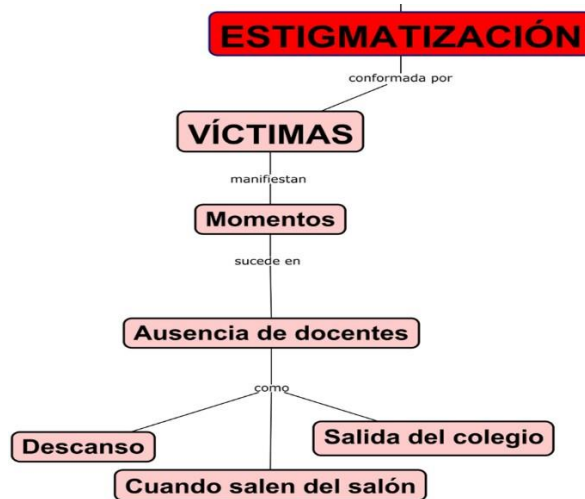 ESTIGMATIZACIÓN
conformada por
VÍCTIMAS
manifiestan
Momentos
sucede en
Ausencia de docentes
como
Descanso
Salida del colegio
Cuando salen del salón